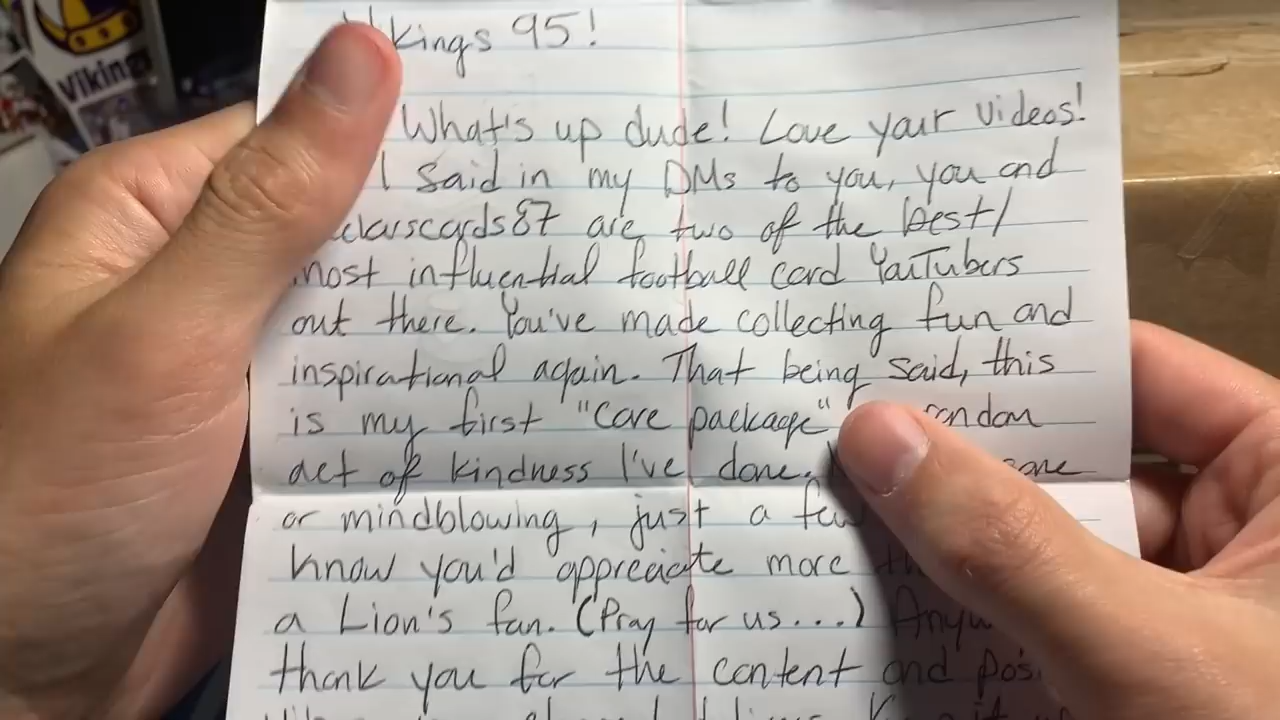 Viking
kings 95!
What's up dude! Love your videos!
I said in my DMs to you, you and
clarscards87 are two of the best/
most influential football card YouTubers
out there. You've made collecting fun and
inspirational again. That being said, this
is my first "Care package" random
act of kindness I've done.
or mindblowing, just a few
know you'd appreciate more
a Lion's fan. (Pray for us...)
thank you for the content and